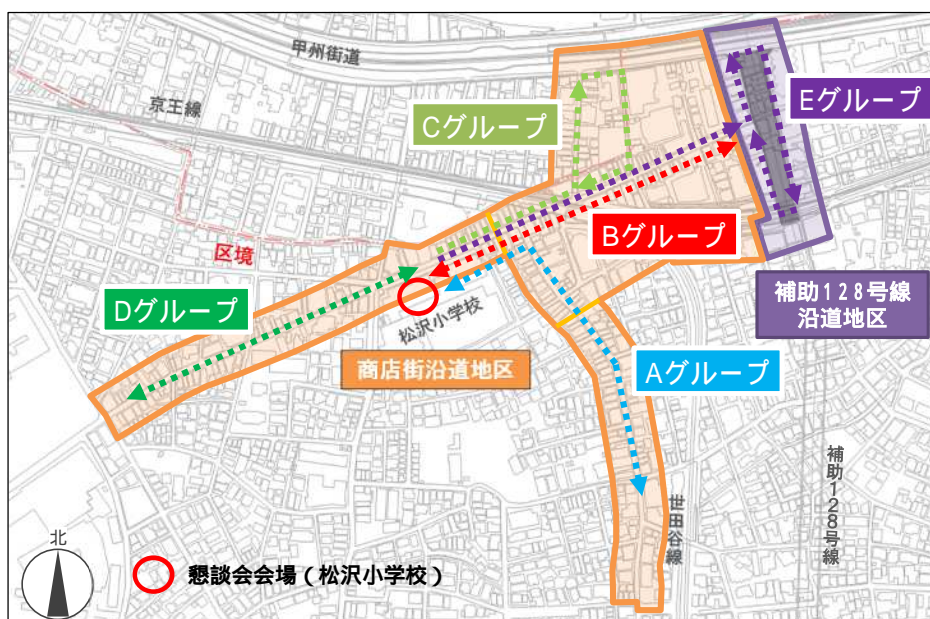 甲州街道
京王線
Cグループ
Eグループ
区境
Bグループ
Dグループ
松沢小学校
補助128号線
沿道地区
商店街沿道地区
Aグループ
世田谷線
補助128号線
北
懇談会会場（松沢小学校）